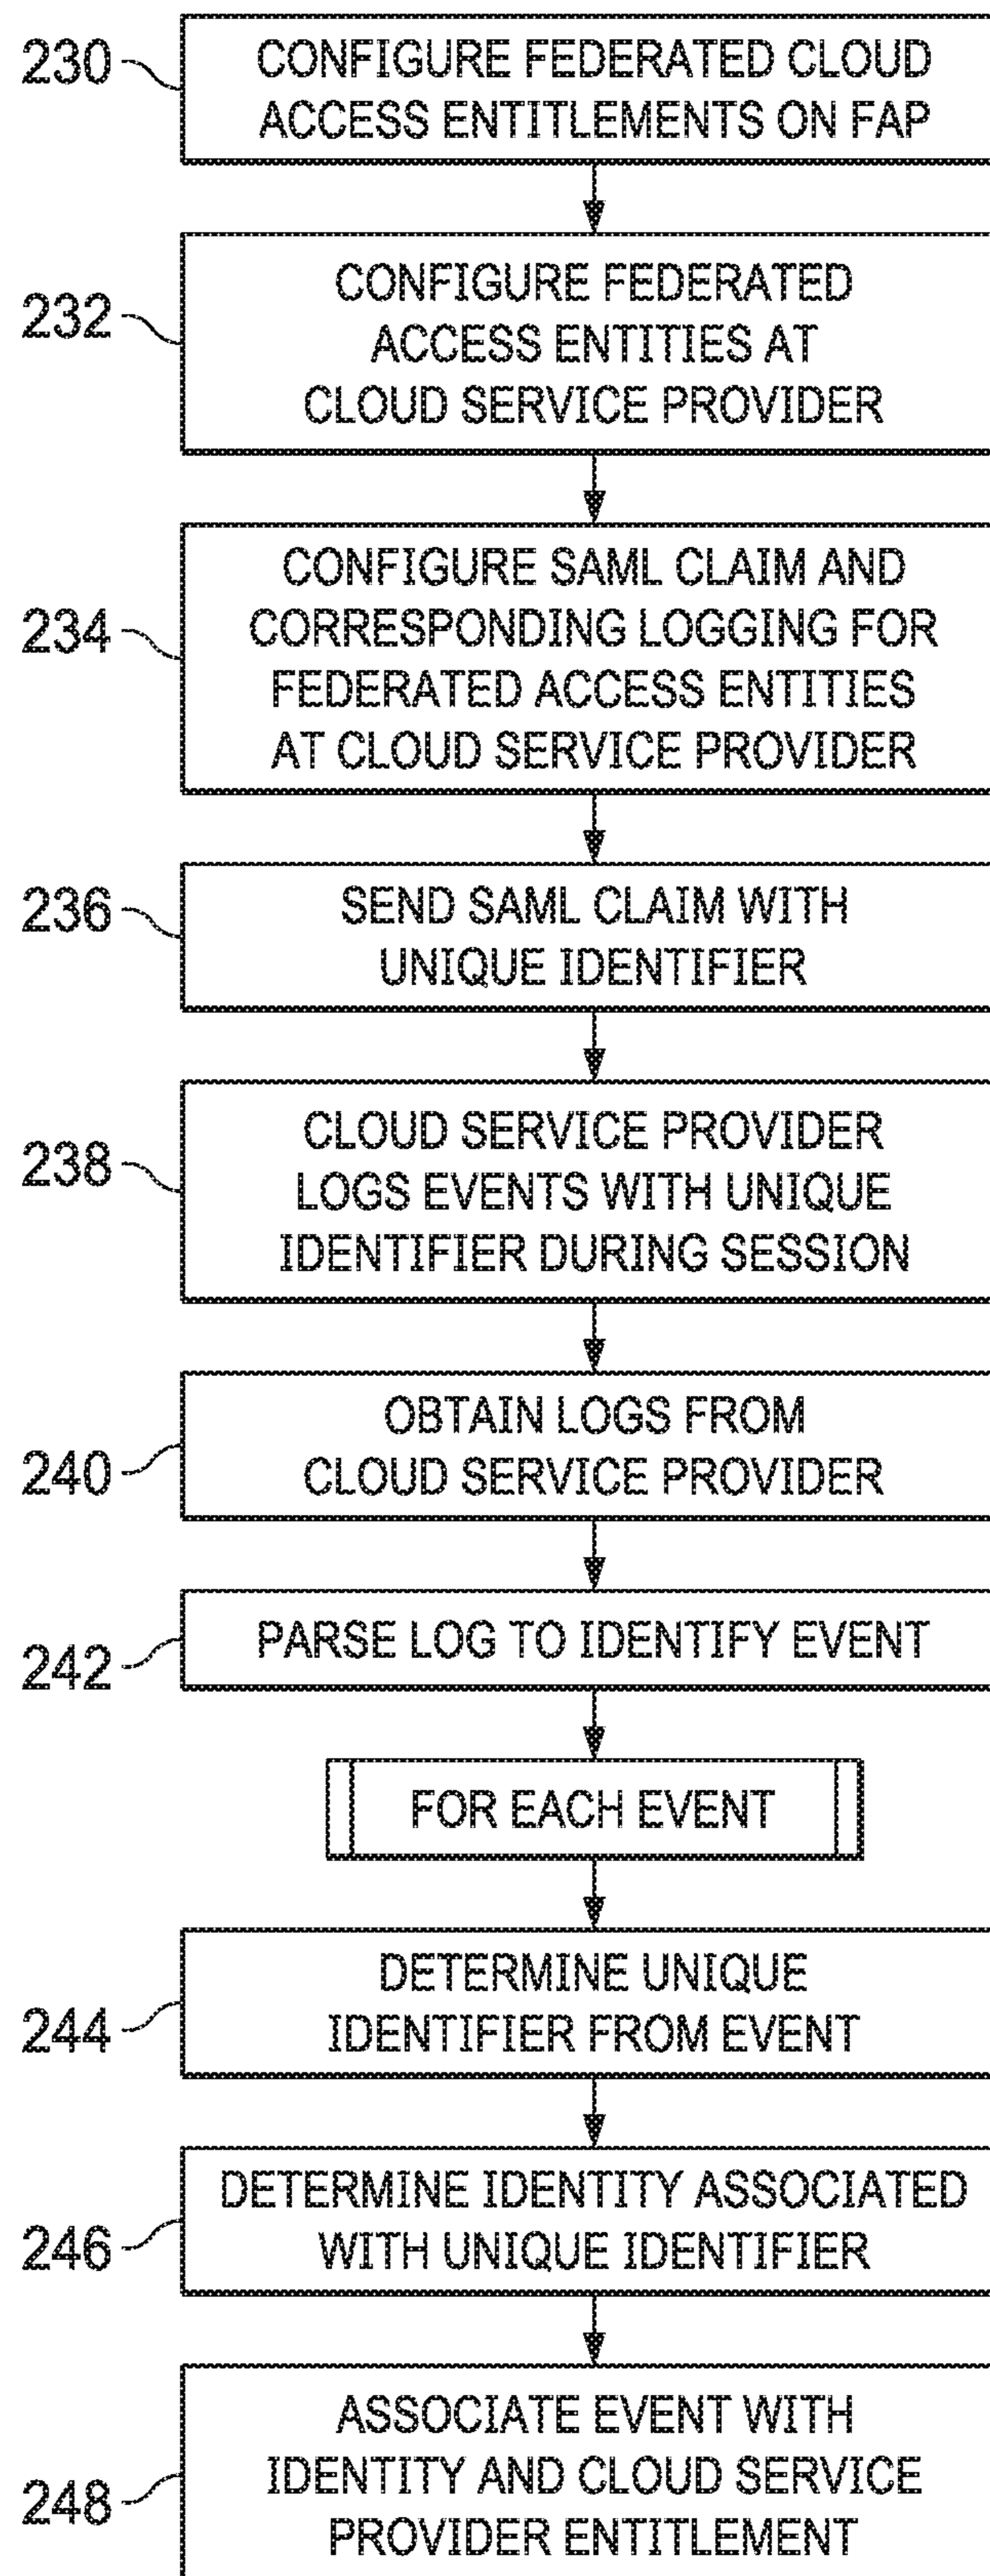 230
CONFIGURE FEDERATED CLOUD
ACCESS ENTITLEMENTS ON FAP
232
CONFIGURE FEDERATED
ACCESS ENTITIES AT
CLOUD SERVICE PROVIDER
234
CONFIGURE SAML CLAIM AND
CORRESPONDING LOGGING FOR
FEDERATED ACCESS ENTITIES
AT CLOUD SERVICE PROVIDER
236
SEND SAML CLAIM WITH
UNIQUE IDENTIFIER
238
CLOUD SERVICE PROVIDER
LOGS EVENTS WITH UNIQUE
IDENTIFIER DURING SESSION
240
OBTAIN LOGS FROM
CLOUD SERVICE PROVIDER
242
PARSE LOG TO IDENTIFY EVENT
FOR EACH EVENT
244
DETERMINE UNIQUE
IDENTIFIER FROM EVENT
246
DETERMINE IDENTITY ASSOCIATED
WITH UNIQUE IDENTIFIER
248
ASSOCIATE EVENT WITH
IDENTITY AND CLOUD SERVICE
PROVIDER ENTITLEMENT